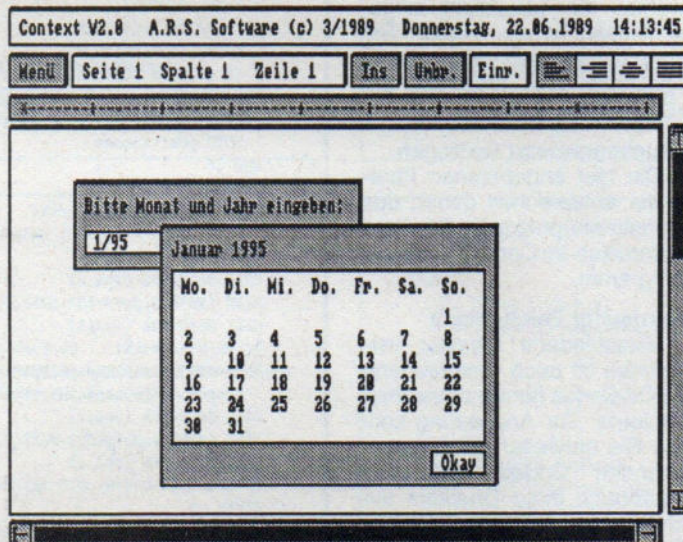 Context V2.0 A.R.S. Software (c) 3/1989 Donnerstag, 22.06.1989 14:13:45
Menü Seite 1 Spalte 1 Zeile 1 Ins Umbr. Einr.
Bitte Monat und Jahr eingeben:
1/95
Januar 1995
Mo. Di. Mi. Do. Fr. Sa. So.
1
2 3 4 5 6 7 8
9 10 11 12 13 14 15
16 17 18 19 20 21 22
23 24 25 26 27 28 29
30 31
Okay